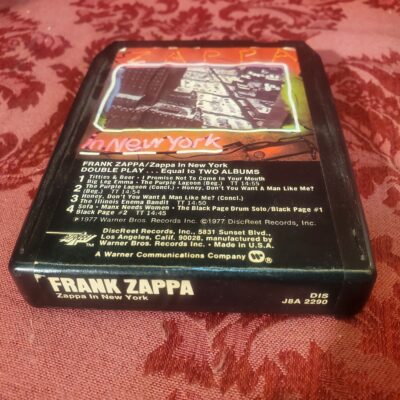 ZAPPA
in New York
FRANK ZAPPA/Zappa In New York
DOUBLE PLAY . . . Equal to TWO ALBUMS
1 Titties & Beer - I Promise Not To Come In Your Mouth
Big Leg Emma - The Purple Lagoon (Beg.) TT 14:55
2 The Purple Lagoon (Concl.) - Honey, Don't You Want A Man Like Me?
(Beg.) TT 14:54
3 Honey, Don't You Want A Man Like Me? (Concl.)
The Illinois Enema Bandit TT 14:50
4 Sofa - Manx Needs Women - The Black Page Drum Solo/Black Page #1
Black Page #2 TT 14:45
℗1977 Warner Bros. Records Inc. ©1977 DiscReet Records, Inc.
DiscReet Records, Inc., 5831 Sunset Blvd.,
Los Angeles, Calif. 90028, manufactured by
Warner Bros. Records Inc. • Made in U.S.A.
TM
A Warner Communications Company
FRANK ZAPPA
Zappa In New York
DIS
J8A 2290